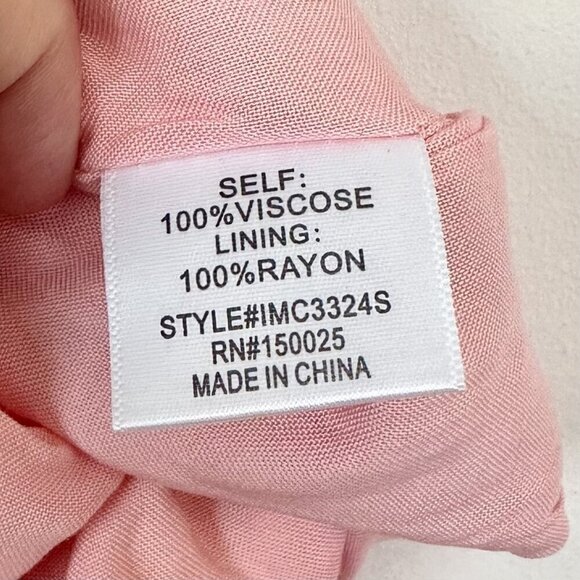 SELF:
100%VISCOSE
LINING:
100%RAYON
STYLE#IMC3324S
RN#150025
MADE IN CHINA